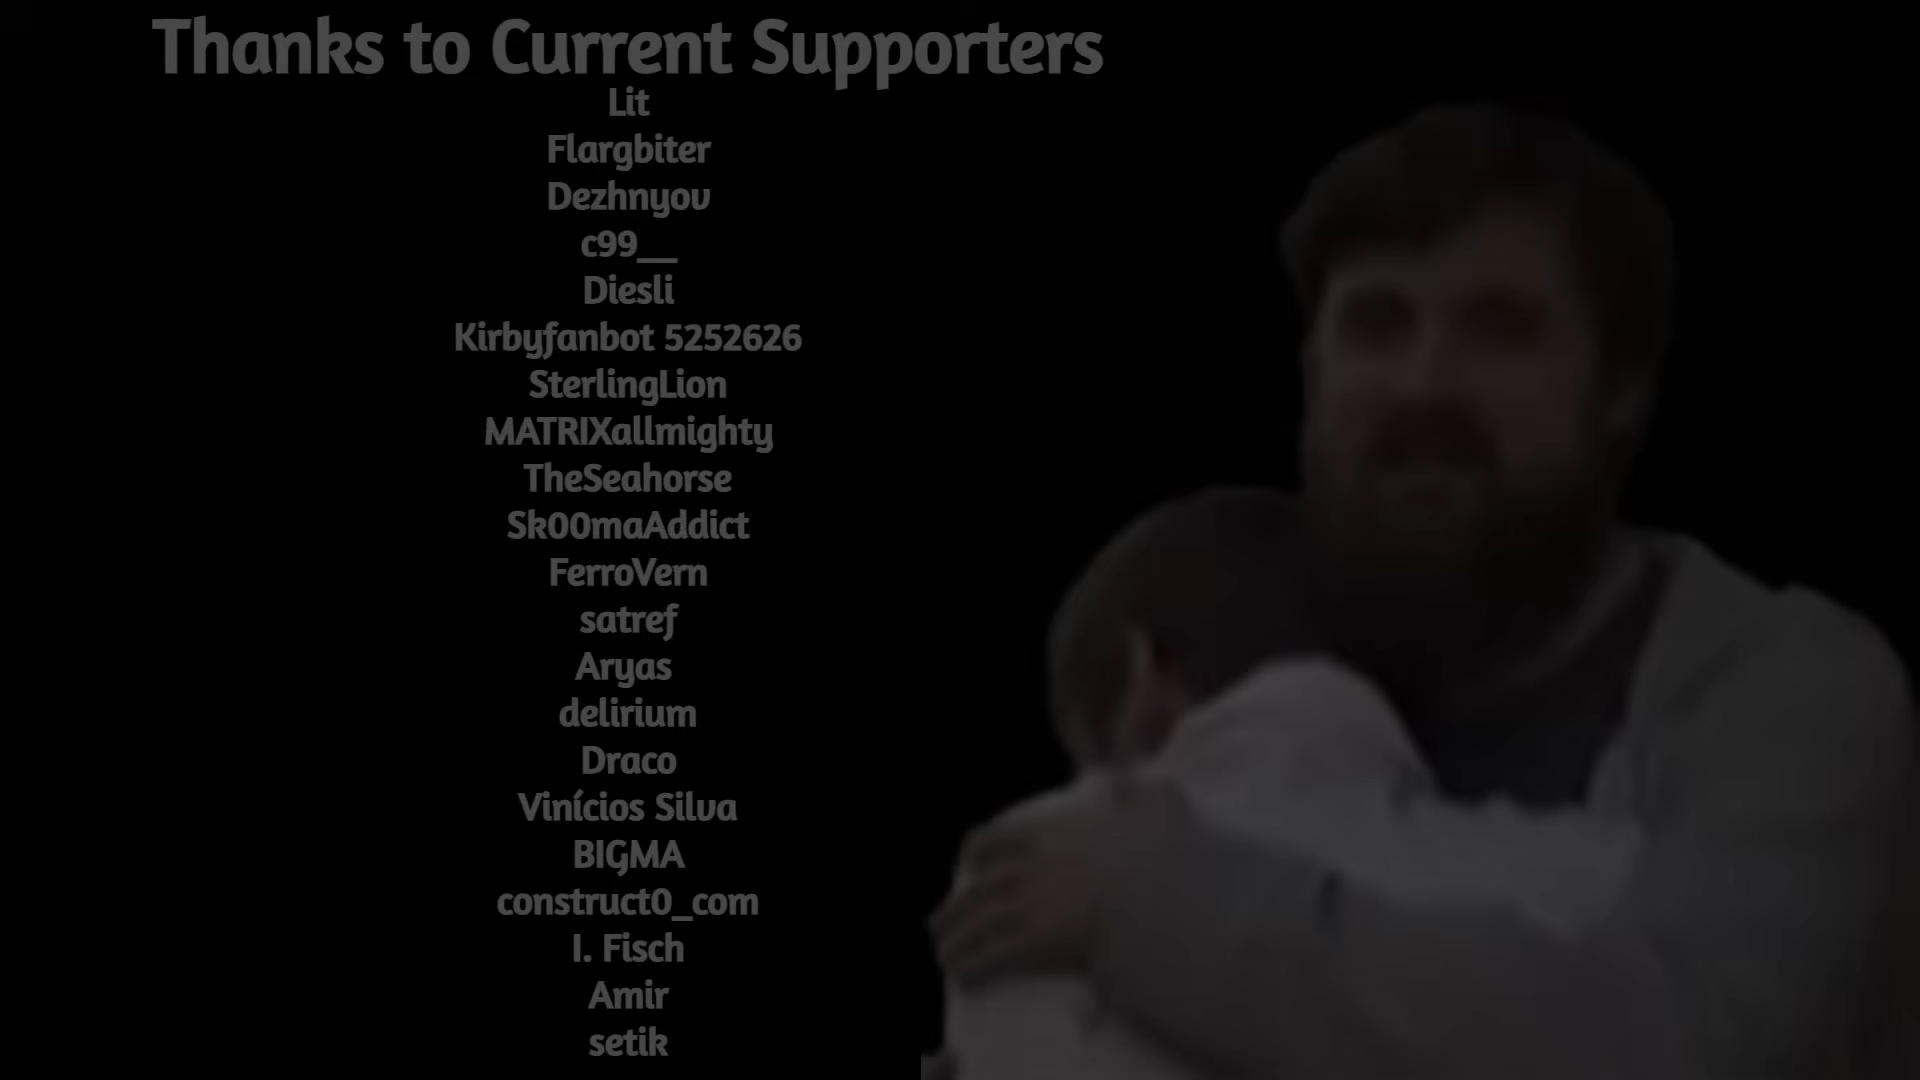 Thanks to Current Supporters
Lit
Flargbiter
Dezhnyov
c99__
Diesli
Kirbyfanbot 5252626
SterlingLion
MATRIXallmighty
TheSeahorse
Sk00maAddict
FerroVern
satref
Aryas
delirium
Draco
Vinícios Silva
BIGMA
construct0_com
I. Fisch
Amir
setik